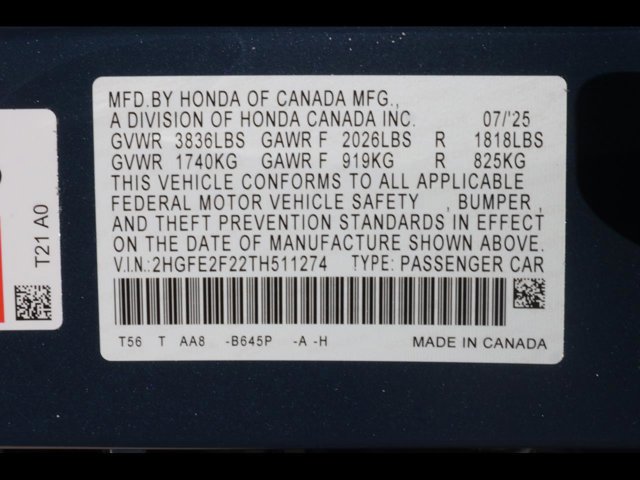 MFD.BY HONDA OF CANADA MFG.,
A DIVISION OF HONDA CANADA INC. 07/'25
GVWR 3836LBS GAWR F 2026LBS R 1818LBS
GVWR 1740KG GAWR F 919KG R 825KG
THIS VEHICLE CONFORMS TO ALL APPLICABLE
FEDERAL MOTOR VEHICLE SAFETY , BUMPER ,
AND THEFT PREVENTION STANDARDS IN EFFECT
ON THE DATE OF MANUFACTURE SHOWN ABOVE.
V.I.N.:2HGFE2F22TH511274 TYPE: PASSENGER CAR
T56 T AA8 -B645P -A -H MADE IN CANADA
T21 A0